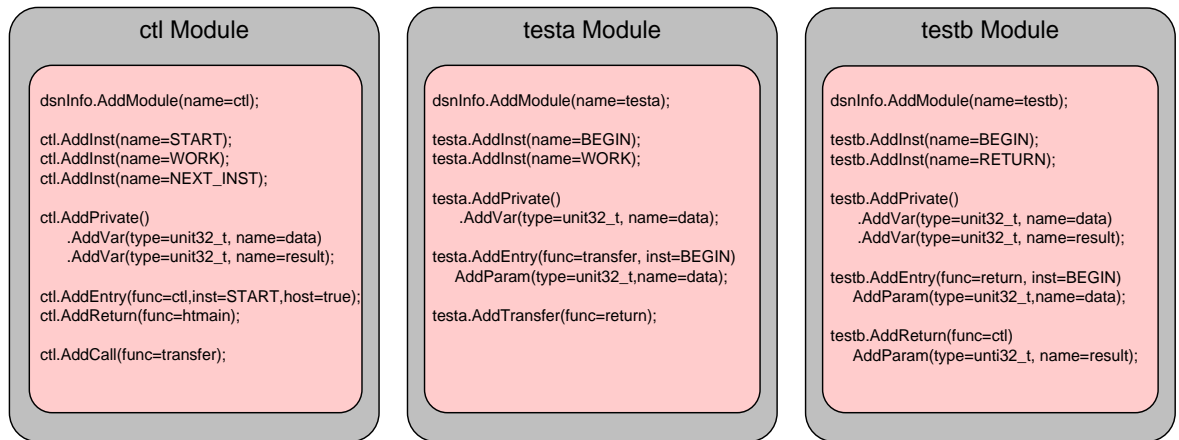 ctl Module
dsnInfo.AddModule(name=ctl);
ctl.AddInst(name=START);
ctl.AddInst(name=WORK);
ctl.AddInst(name=NEXT_INST);
ctl.AddPrivate()
.AddVar(type=unit32_t, name=data)
.AddVar(type=unit32_t, name=result);
ctl.AddEntry(func=ctl,inst=START,host=true);
ctl.AddReturn(func=htmain);
ctl.AddCall(func=transfer);
testa Module
dsnInfo.AddModule(name=testa);
testa.AddInst(name=BEGIN);
testa.AddInst(name=WORK);
testa.AddPrivate()
.AddVar(type=unit32_t, name=data);
testa.AddEntry(func=transfer, inst=BEGIN)
AddParam(type=unit32_t,name=data);
testa.AddTransfer(func=return);
testb Module
dsnInfo.AddModule(name=testb);
testb.AddInst(name=BEGIN);
testb.AddInst(name=RETURN);
testb.AddPrivate()
.AddVar(type=unit32_t, name=data)
.AddVar(type=unit32_t, name=result);
testb.AddEntry(func=return, inst=BEGIN)
AddParam(type=unit32_t,name=data);
testb.AddReturn(func=ctl)
AddParam(type=unti32_t, name=result);